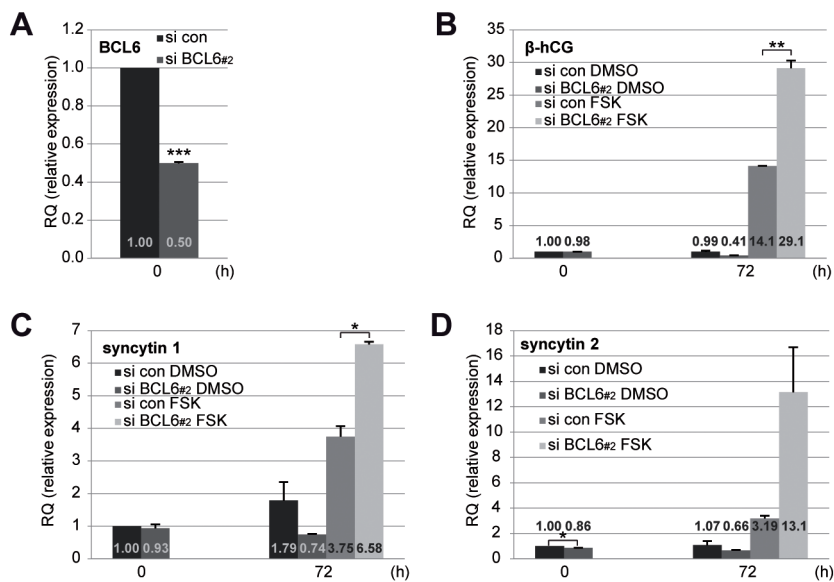 A
BCL6
si con
si BCL6#2
RQ (relative expression)
1.2
1.0
0.8
0.6
0.4
0.2
0.0
***
1.00 0.50
0 (h)
B
β-hCG
si con DMSO
si BCL6#2 DMSO
si con FSK
si BCL6#2 FSK
RQ (relative expression)
35
30
25
20
15
10
5
0
**
1.00 0.98 0.99 0.41 14.1 29.1
0 72 (h)
C
syncytin 1
si con DMSO
si BCL6#2 DMSO
si con FSK
si BCL6#2 FSK
RQ (relative expression)
7
6
5
4
3
2
1
0
*
1.00 0.93 1.79 0.74 3.75 6.58
0 72 (h)
D
syncytin 2
si con DMSO
si BCL6#2 DMSO
si con FSK
si BCL6#2 FSK
RQ (relative expression)
18
16
14
12
10
8
6
4
2
0
1.00 0.86 1.07 0.66 3.19 13.1
*
0 72 (h)